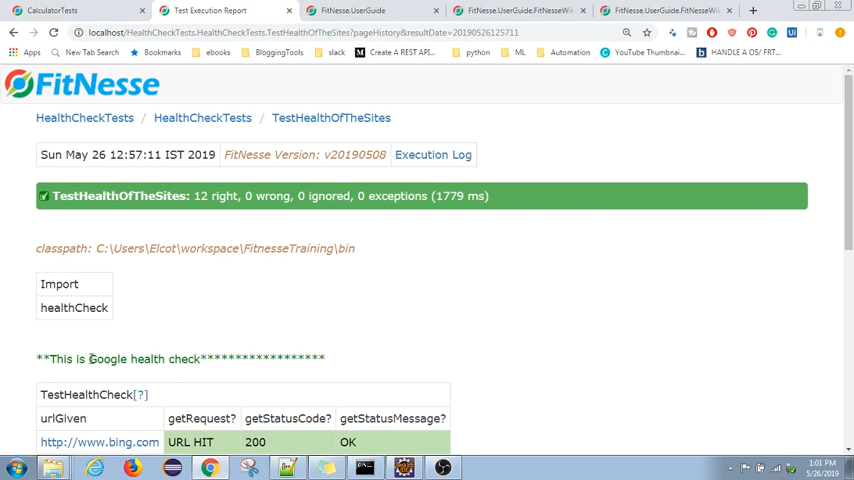 CalculatorTests
Test Execution Report
FitNesse.UserGuide
FitNesse.UserGuide.FitNesseWiki
FitNesse.UserGuide.FitNesseWi
localhost/HealthCheckTests.HealthCheckTests.TestHealthOfTheSites?pageHistory&resultDate=20190526125711
Apps New Tab Search Bookmarks ebooks BloggingTools slack Create A REST API... python ML Automation YouTube Thumbnai... HANDLE A OS/ FRT...
FitNesse
HealthCheckTests / HealthCheckTests / TestHealthOfTheSites
Sun May 26 12:57:11 IST 2019 FitNesse Version: v20190508 Execution Log
TestHealthOfTheSites: 12 right, 0 wrong, 0 ignored, 0 exceptions (1779 ms)
classpath: C:\Users\Elcot\workspace\FitnesseTraining\bin
Import
healthCheck
**This is Google health check******************
TestHealthCheck[?]
urlGiven getRequest? getStatusCode? getStatusMessage?
http://www.bing.com URL HIT 200 OK
1:01 PM
5/26/2019